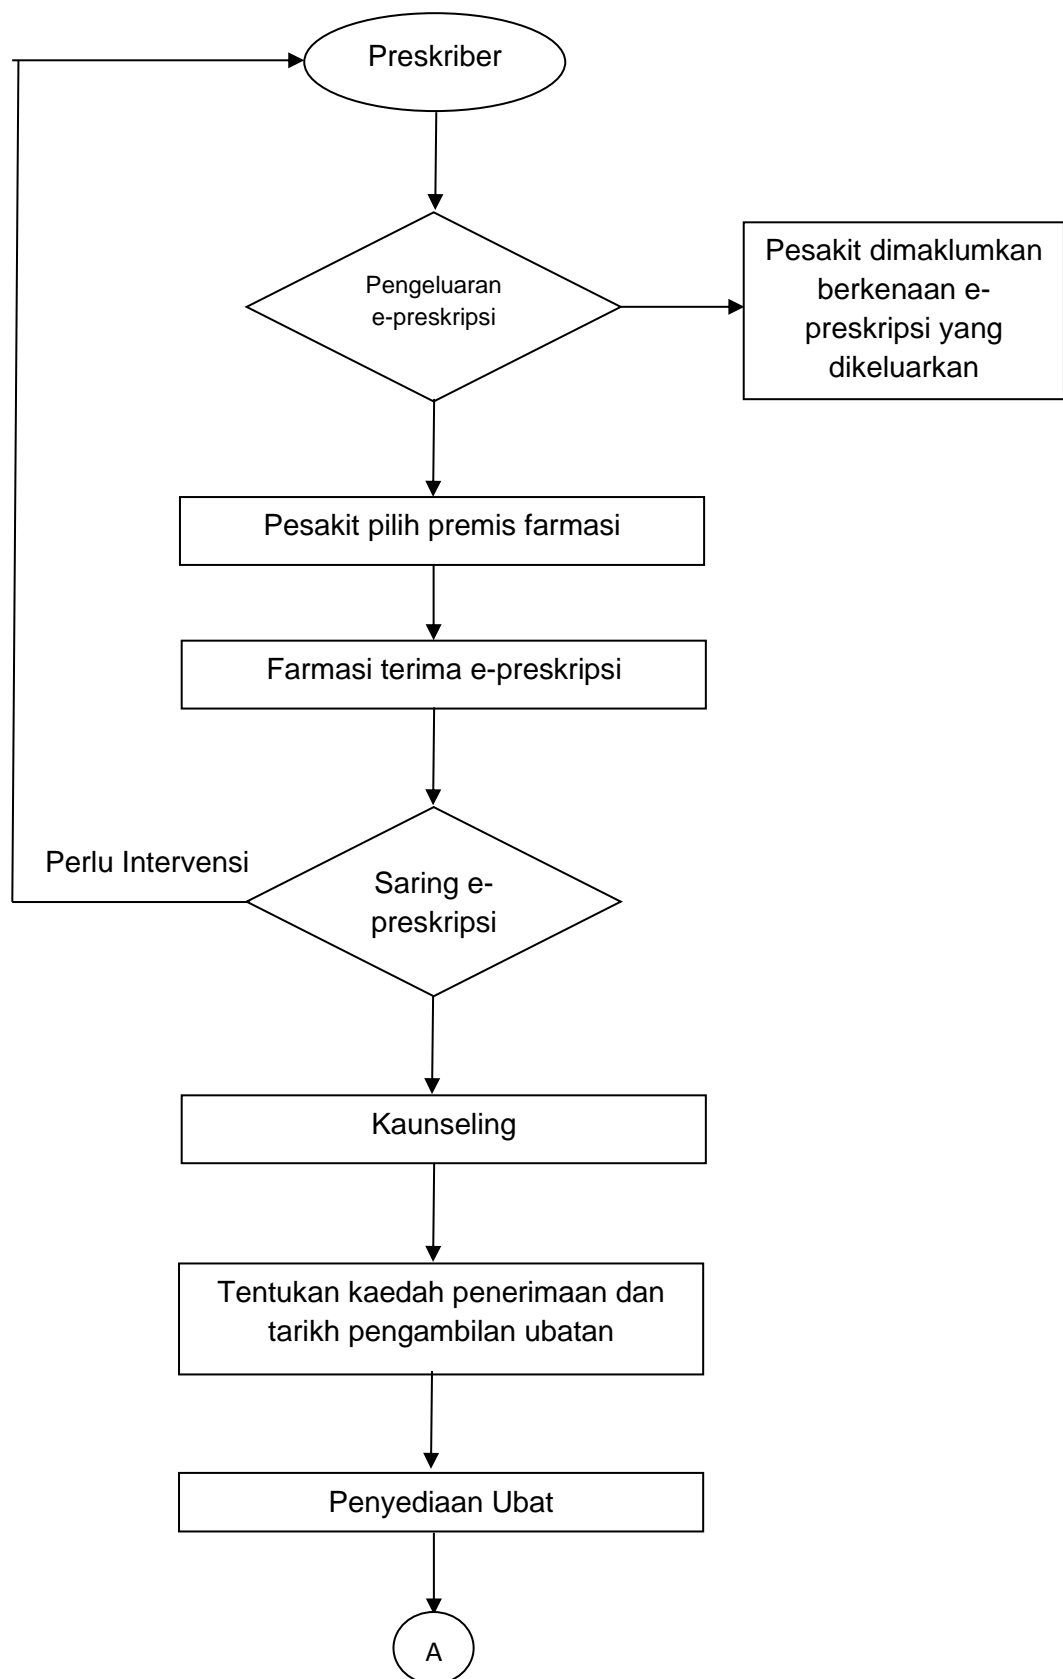 Preskriber
Pengeluaran
e-preskripsi
Pesakit dimaklumkan
berkenaan e-
preskripsi yang
dikeluarkan
Pesakit pilih premis farmasi
Farmasi terima e-preskripsi
Perlu Intervensi
Saring e-
preskripsi
Kaunseling
Tentukan kaedah penerimaan dan
tarikh pengambilan ubatan
Penyediaan Ubat
A